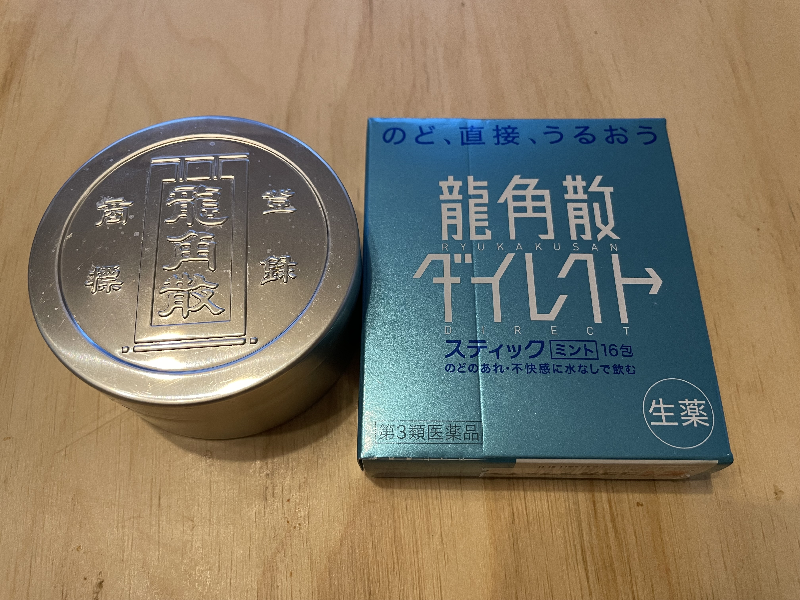 登録
龍角散
商標
のど、直接、うるおう
龍角散
RYUKAKUSAN
ダイレクト
DIRECT
スティック ミント 16包
のどのあれ・不快感に水なしで飲む
生薬
第3類医薬品